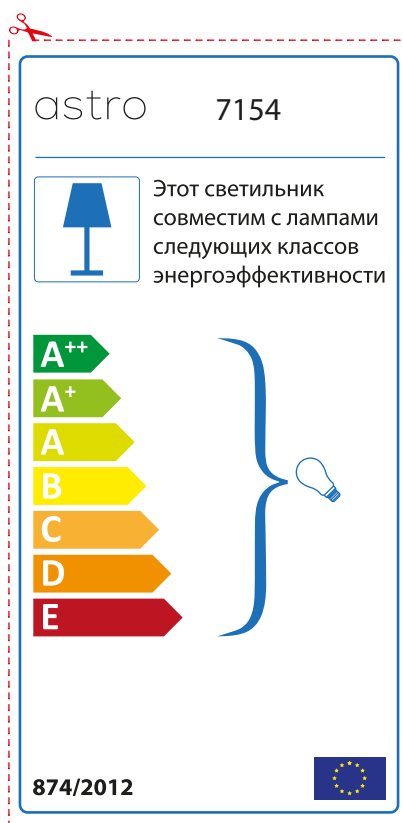 astro 7154
Этот светильник
совместим с лампами
следующих классов
энергоэффективности
A++
A+
A
B
C
D
E
874/2012